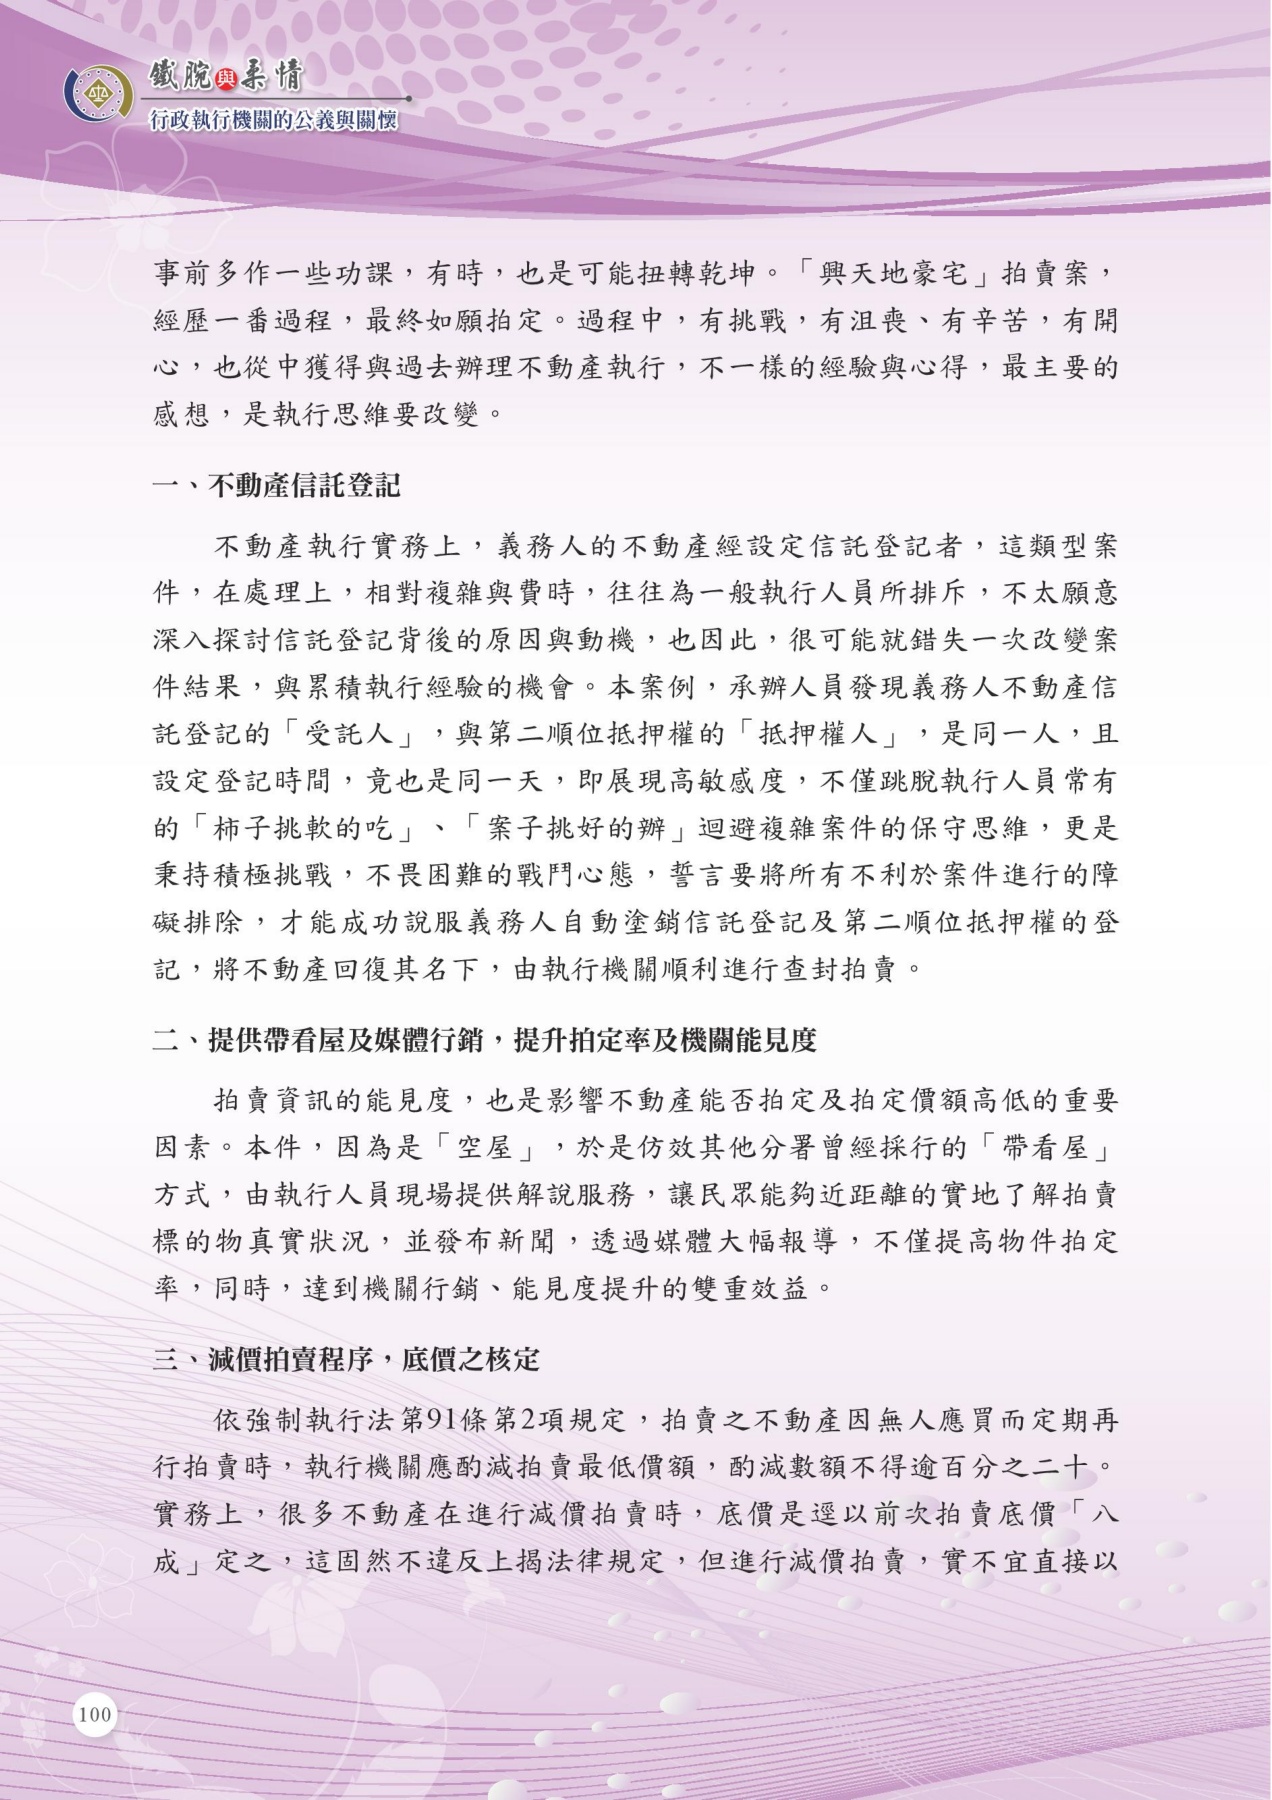 鐵腕與柔情
行政執行機關的公義與關懷
事前多作一些功課，有時，也是可能扭轉乾坤。「興天地豪宅」拍賣案，
經歷一番過程，最終如願拍定。過程中，有挑戰，有沮喪、有辛苦，有開
心，也從中獲得與過去辦理不動產執行，不一樣的經驗與心得，最主要的
感想，是執行思維要改變。
一、不動產信託登記
不動產執行實務上，義務人的不動產經設定信託登記者，這類型案
件，在處理上，相對複雜與費時，往往為一般執行人員所排斥，不太願意
深入探討信託登記背後的原因與動機，也因此，很可能就錯失一次改變案
件結果，與累積執行經驗的機會。本案例，承辦人員發現義務人不動產信
託登記的「受託人」，與第二順位抵押權的「抵押權人」，是同一人，且
設定登記時間，竟也是同一天，即展現高敏感度，不僅跳脫執行人員常有
的「柿子挑軟的吃」、「案子挑好的辦」迴避複雜案件的保守思維，更是
秉持積極挑戰，不畏困難的戰鬥心態，誓言要將所有不利於案件進行的障
礙排除，才能成功說服義務人自動塗銷信託登記及第二順位抵押權的登
記，將不動產回復其名下，由執行機關順利進行查封拍賣。
二、提供帶看屋及媒體行銷，提升拍定率及機關能見度
拍賣資訊的能見度，也是影響不動產能否拍定及拍定價額高低的重要
因素。本件，因為是「空屋」，於是仿效其他分署曾經採行的「帶看屋」
方式，由執行人員現場提供解說服務，讓民眾能夠近距離的實地了解拍賣
標的物真實狀況，並發布新聞，透過媒體大幅報導，不僅提高物件拍定
率，同時，達到機關行銷、能見度提升的雙重效益。
三、減價拍賣程序，底價之核定
依強制執行法第91條第2項規定，拍賣之不動產因無人應買而定期再
行拍賣時，執行機關應酌減拍賣最低價額，酌減數額不得逾百分之二十。
實務上，很多不動產在進行減價拍賣時，底價是逕以前次拍賣底價「八
成」定之，這固然不違反上揭法律規定，但進行減價拍賣，實不宜直接以
100